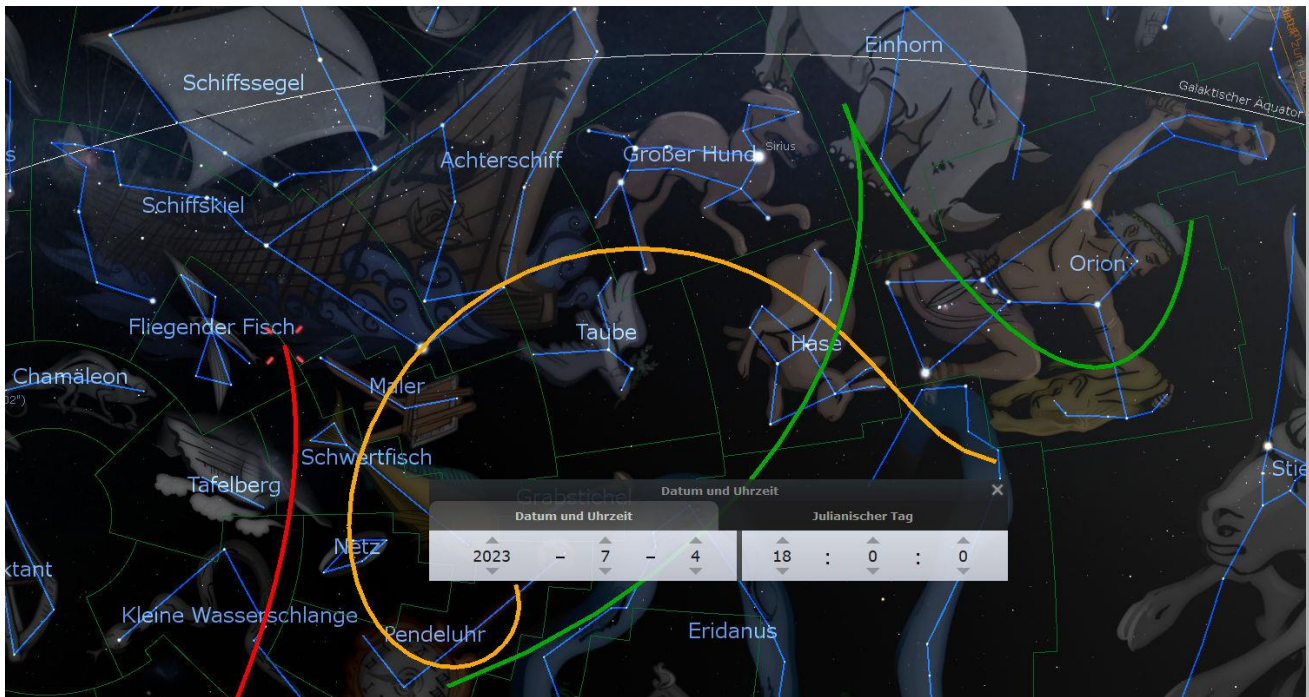 Einhorn
Schiffssegel
Galaktischer Äquator
Achterschiff
Großer Hund
Sirius
Schiffskiel
Orion
Fliegender Fisch
Taube
Hase
Chamäleon
02")
Maler
Schwertfisch
Stie
Tafelberg
Grabstichel
Datum und Uhrzeit ×
Datum und Uhrzeit Julianischer Tag
2023 – 7 – 4 18 : 0 : 0
Netz
ktant
Kleine Wasserschlange
Pendeluhr
Eridanus